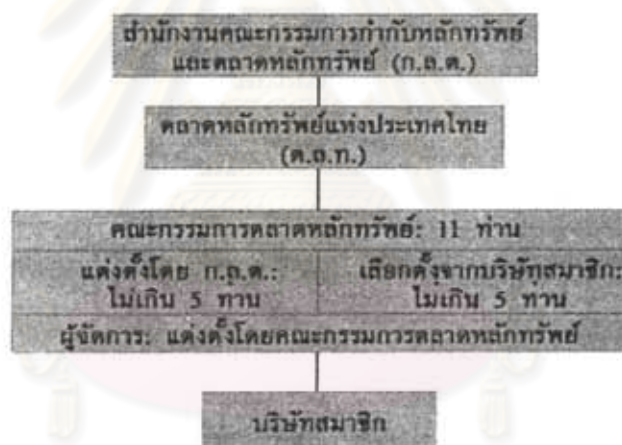 สำนักงานคณะกรรมการกำกับหลักทรัพย์
และตลาดหลักทรัพย์ (ก.ล.ต.)
ตลาดหลักทรัพย์แห่งประเทศไทย
(ต.ล.ท.)
คณะกรรมการตลาดหลักทรัพย์: 11 ท่าน
แต่งตั้งโดย ก.ล.ต.:
ไม่เกิน 5 ท่าน
เลือกตั้งจากบริษัทสมาชิก:
ไม่เกิน 5 ท่าน
ผู้จัดการ: แต่งตั้งโดยคณะกรรมการตลาดหลักทรัพย์
บริษัทสมาชิก